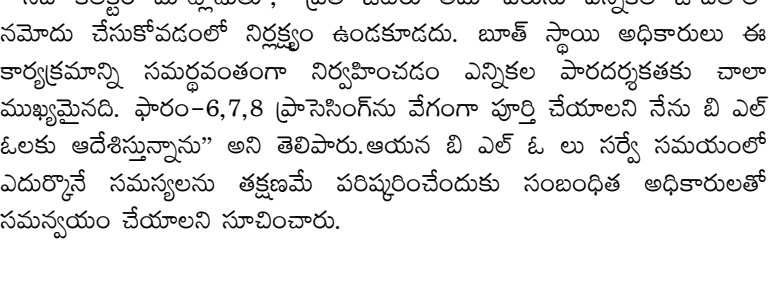 నమోదు చేసుకోవడంలో నిర్లక్ష్యం ఉండకూడదు. బూత్ స్థాయి అధికారులు ఈ
కార్యక్రమాన్ని సమర్థవంతంగా నిర్వహించడం ఎన్నికల పారదర్శకతకు చాలా
ముఖ్యమైనది. ఫారం-6,7,8 ప్రాసెసింగ్‌ను వేగంగా పూర్తి చేయాలని నేను బి ఎల్
ఓలకు ఆదేశిస్తున్నాను” అని తెలిపారు.ఆయన బి ఎల్ ఓ లు సర్వే సమయంలో
ఎదుర్కొనే సమస్యలను తక్షణమే పరిష్కరించేందుకు సంబంధిత అధికారులతో
సమన్వయం చేయాలని సూచించారు.